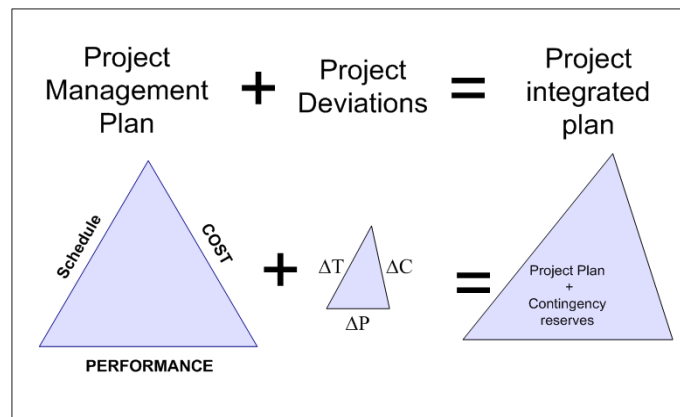 Project
Management
Plan
+
Project
Deviations
=
Project
integrated
plan
Schedule
COST
PERFORMANCE
+
ΔT
ΔC
ΔP
=
Project Plan
+
Contingency
reserves